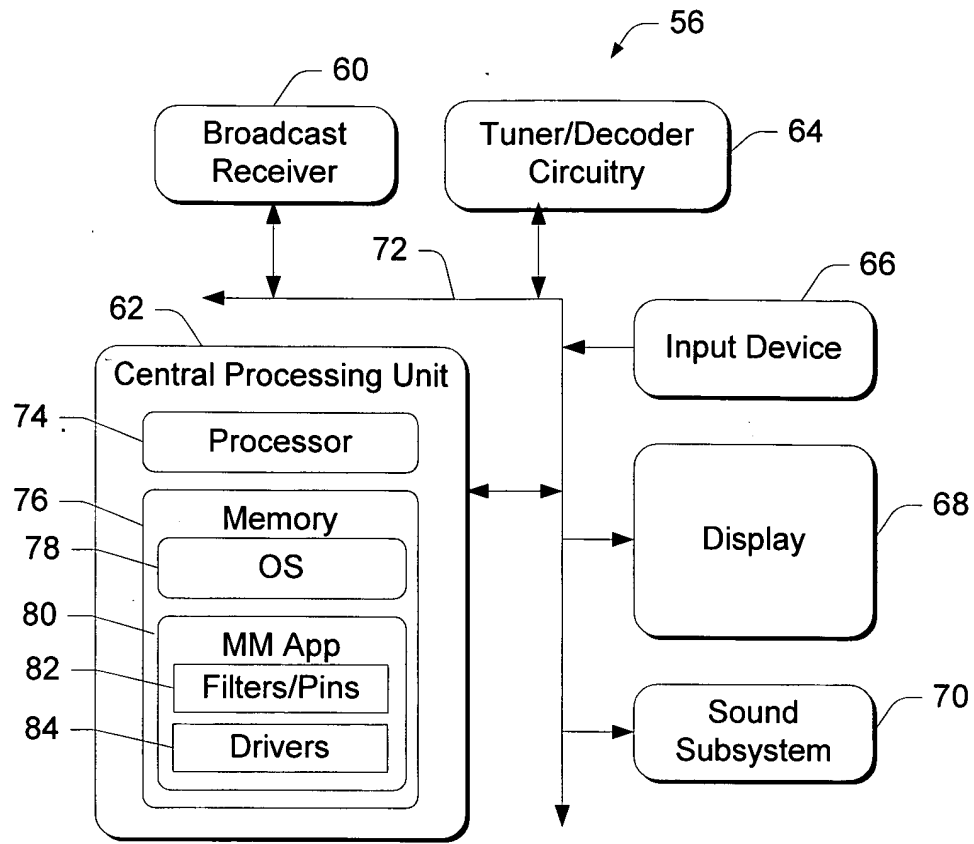 56
60
Broadcast
Receiver
Tuner/Decoder
Circuitry
64
72
66
Input Device
62
Central Processing Unit
74
Processor
76
Memory
78
OS
80
MM App
82
Filters/Pins
84
Drivers
Display
68
Sound
Subsystem
70